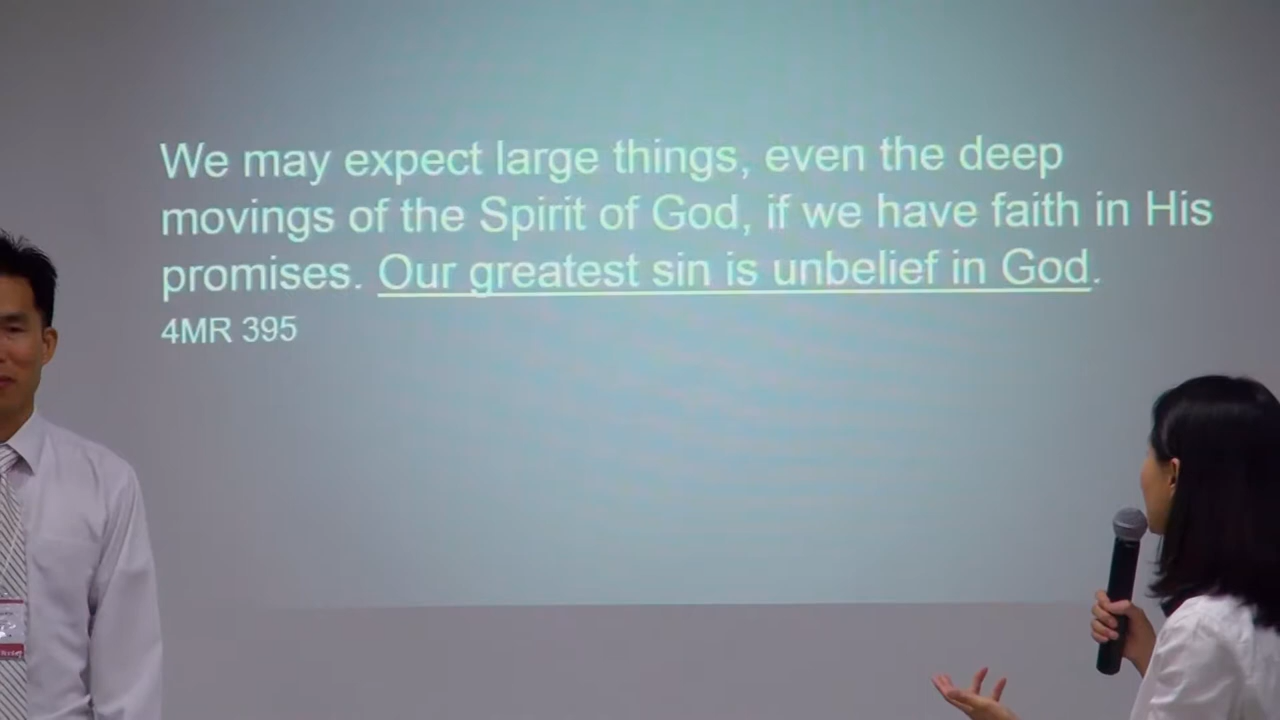 We may expect large things, even the deep
movings of the Spirit of God, if we have faith in His
promises. Our greatest sin is unbelief in God.
4MR 395